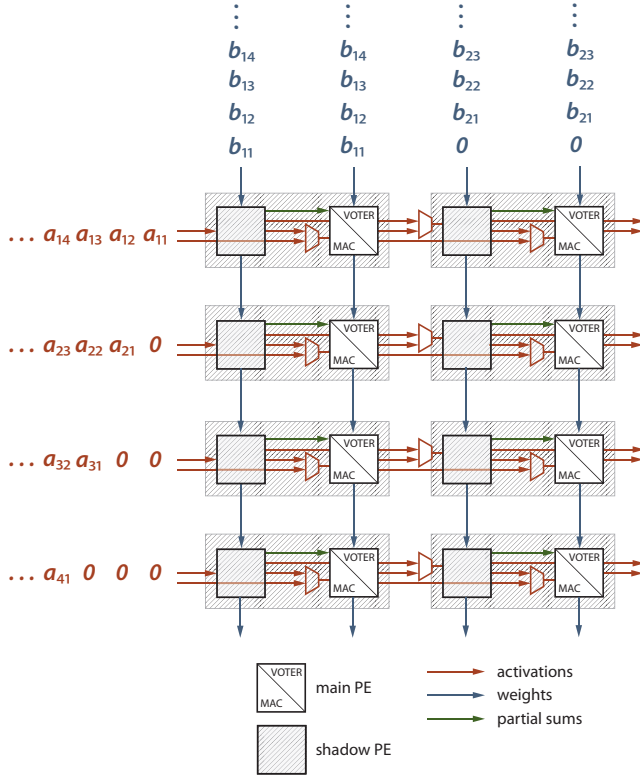 ⋮ ⋮ ⋮ ⋮
b14 b14 b23 b23
b13 b13 b22 b22
b12 b12 b21 b21
b11 b11 0 0
... a14 a13 a12 a11
VOTER MAC VOTER MAC
... a23 a22 a21 0
VOTER MAC VOTER MAC
... a32 a31 0 0
VOTER MAC VOTER MAC
... a41 0 0 0
VOTER MAC VOTER MAC
VOTER MAC main PE
shadow PE
activations
weights
partial sums